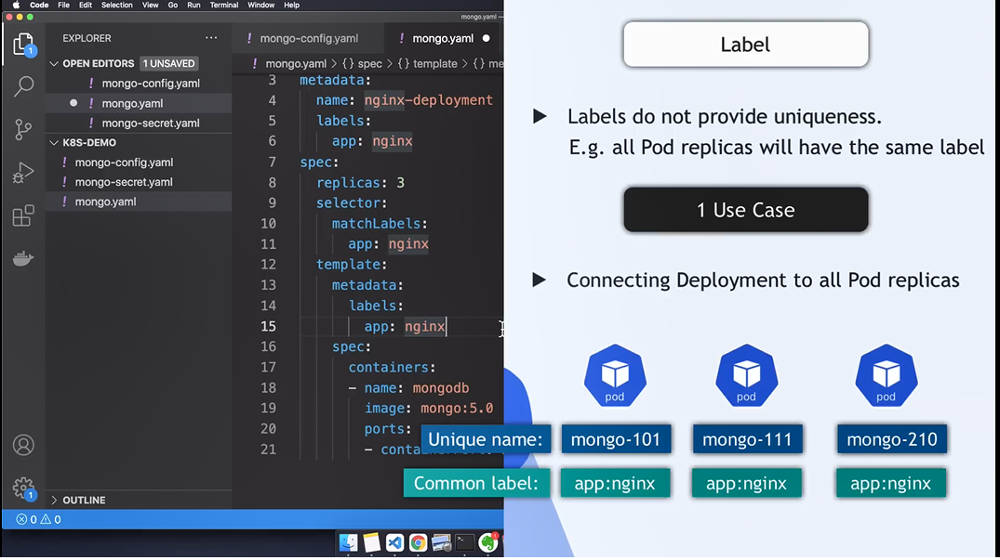 Code File Edit Selection View Go Run Terminal Window Help
mongo.yaml —
EXPLORER
OPEN EDITORS 1 UNSAVED
! mongo-config.yaml
! mongo.yaml
! mongo-secret.yaml
K8S-DEMO
! mongo-config.yaml
! mongo-secret.yaml
! mongo.yaml
OUTLINE
1
1
0 0
! mongo-config.yaml ! mongo.yaml
! mongo.yaml > {} spec > {} template > {} me
3 metadata:
4 name: nginx-deployment
5 labels:
6 app: nginx
7 spec:
8 replicas: 3
9 selector:
10 matchLabels:
11 app: nginx
12 template:
13 metadata:
14 labels:
15 app: nginx
16 spec:
17 containers:
18 - name: mongodb
19 image: mongo:5.0
20 ports:
21 -
Label
Labels do not provide uniqueness.
E.g. all Pod replicas will have the same label
1 Use Case
Connecting Deployment to all Pod replicas
pod pod pod
Unique name: mongo-101 mongo-111 mongo-210
Common label: app:nginx app:nginx app:nginx